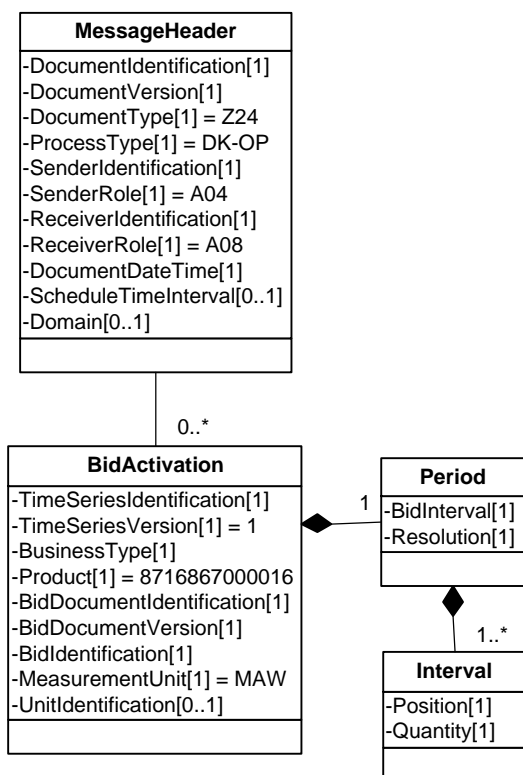 MessageHeader
-DocumentIdentification[1]
-DocumentVersion[1]
-DocumentType[1] = Z24
-ProcessType[1] = DK-OP
-SenderIdentification[1]
-SenderRole[1] = A04
-ReceiverIdentification[1]
-ReceiverRole[1] = A08
-DocumentDateTime[1]
-ScheduleTimeInterval[0..1]
-Domain[0..1]
0..*
BidActivation
-TimeSeriesIdentification[1]
-TimeSeriesVersion[1] = 1
-BusinessType[1]
-Product[1] = 8716867000016
-BidDocumentIdentification[1]
-BidDocumentVersion[1]
-BidIdentification[1]
-MeasurementUnit[1] = MAW
-UnitIdentification[0..1]
1
Period
-BidInterval[1]
-Resolution[1]
1..*
Interval
-Position[1]
-Quantity[1]